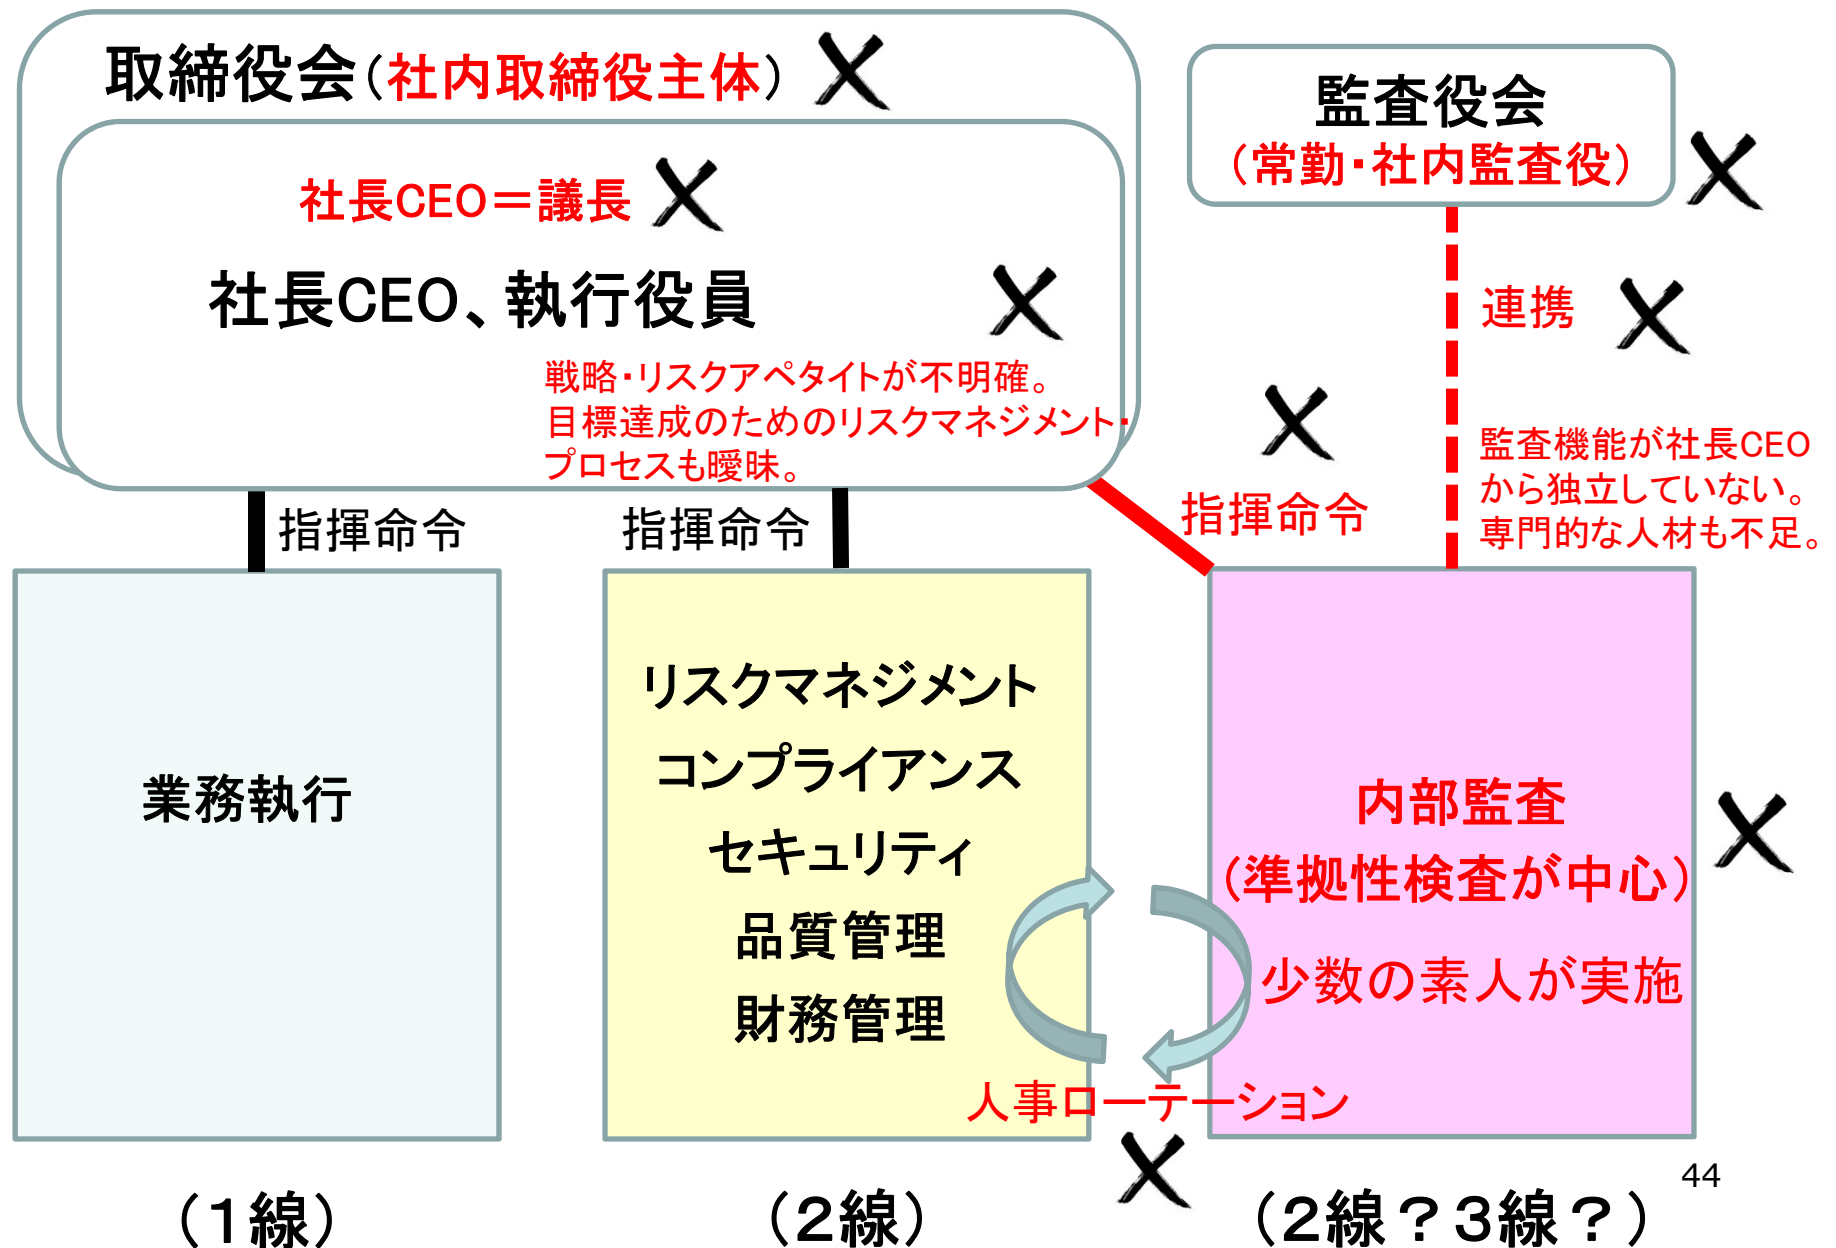 取締役会（社内取締役主体）
社長CEO＝議長
社長CEO、執行役員
戦略・リスクアペタイトが不明確。
目標達成のためのリスクマネジメント・
プロセスも曖昧。
監査役会
（常勤・社内監査役）
連携
監査機能が社長CEO
から独立していない。
専門的な人材も不足。
指揮命令
指揮命令
指揮命令
業務執行
リスクマネジメント
コンプライアンス
セキュリティ
品質管理
財務管理
内部監査
（準拠性検査が中心）
少数の素人が実施
人事ローテーション
（１線）
（２線）
（２線？３線？）
44